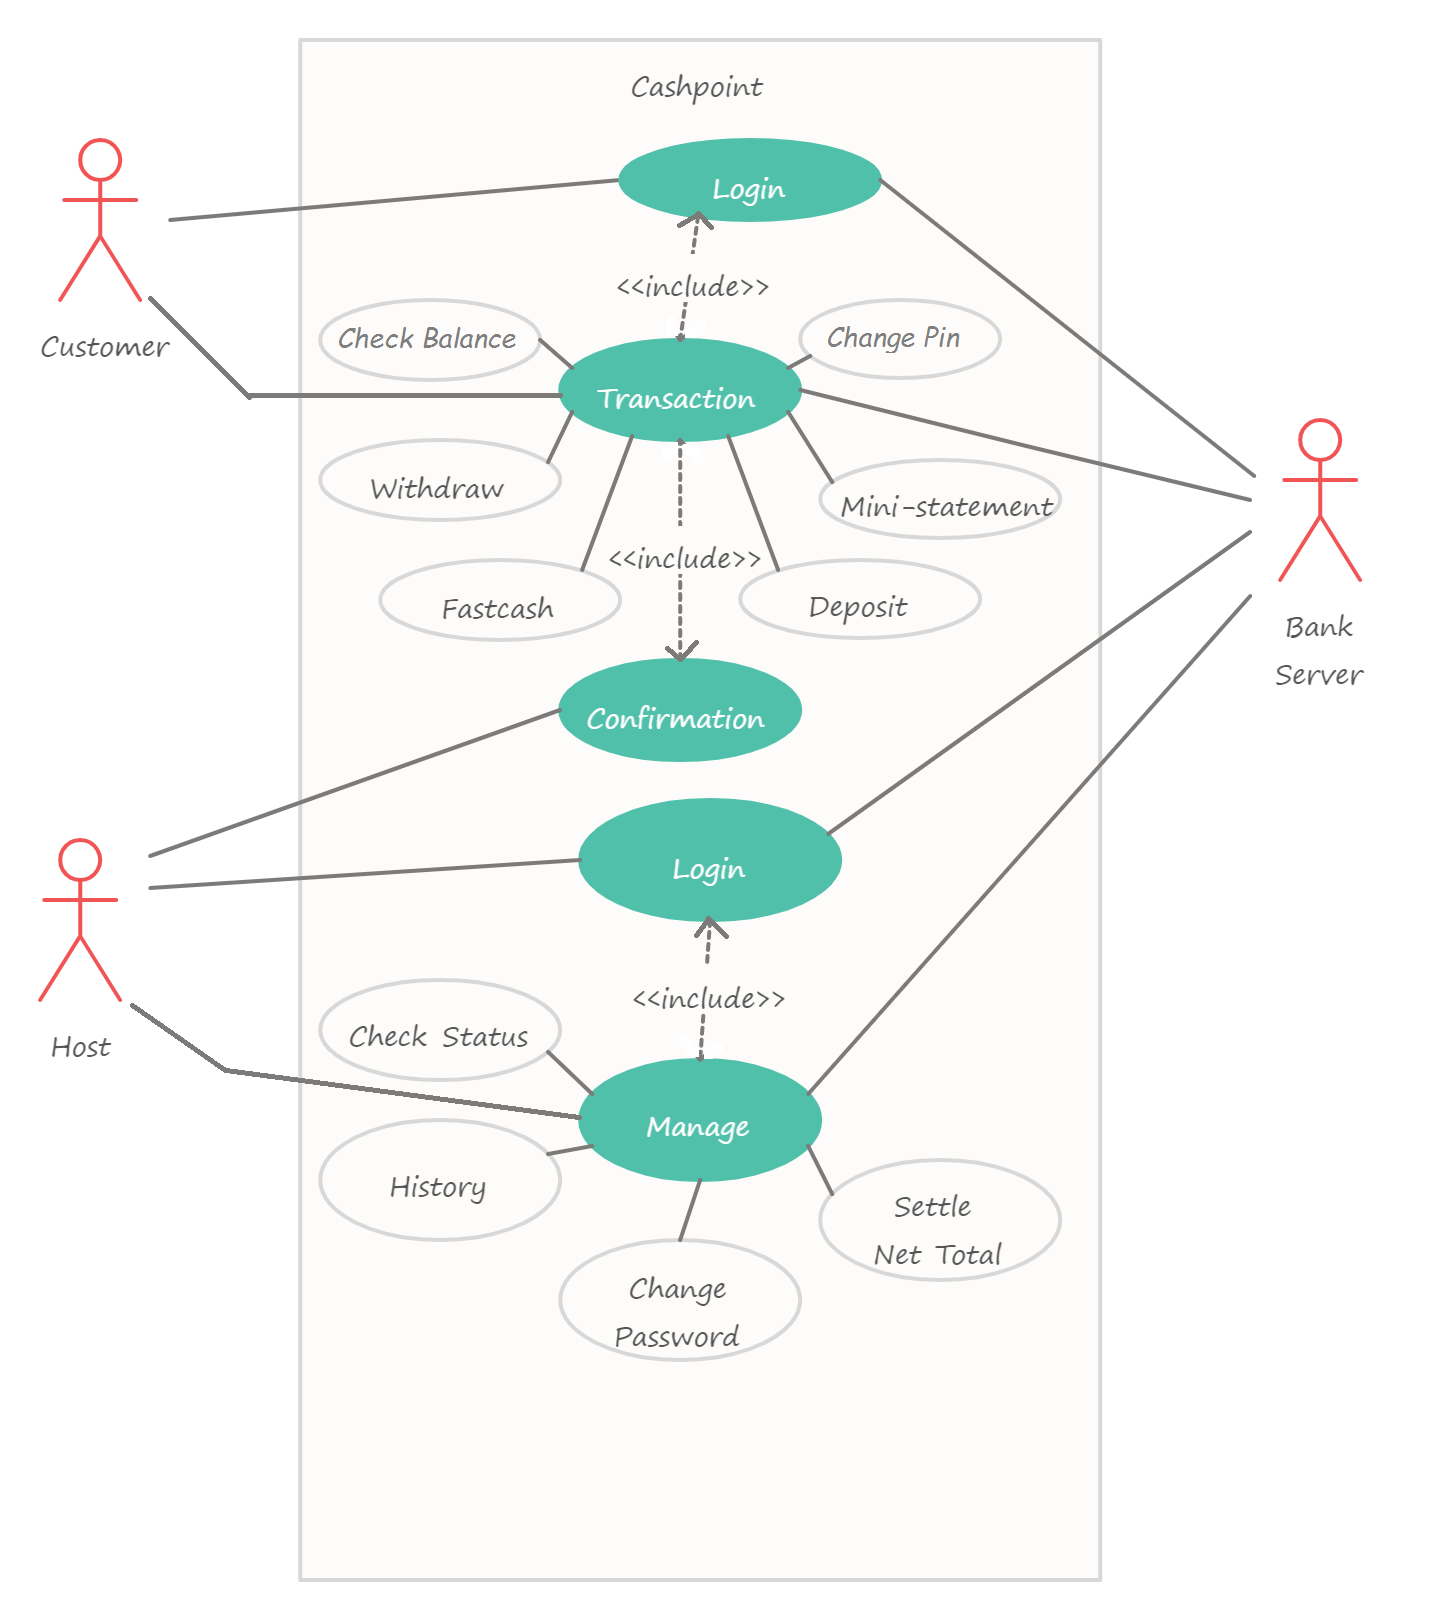 Cashpoint
Login
<<include>>
Customer
Check Balance
Change Pin
Transaction
Withdraw
Mini-statement
<<include>>
Fastcash
Deposit
Bank
Server
Confirmation
Login
<<include>>
Check Status
Host
Manage
History
Settle
Net Total
Change
Password